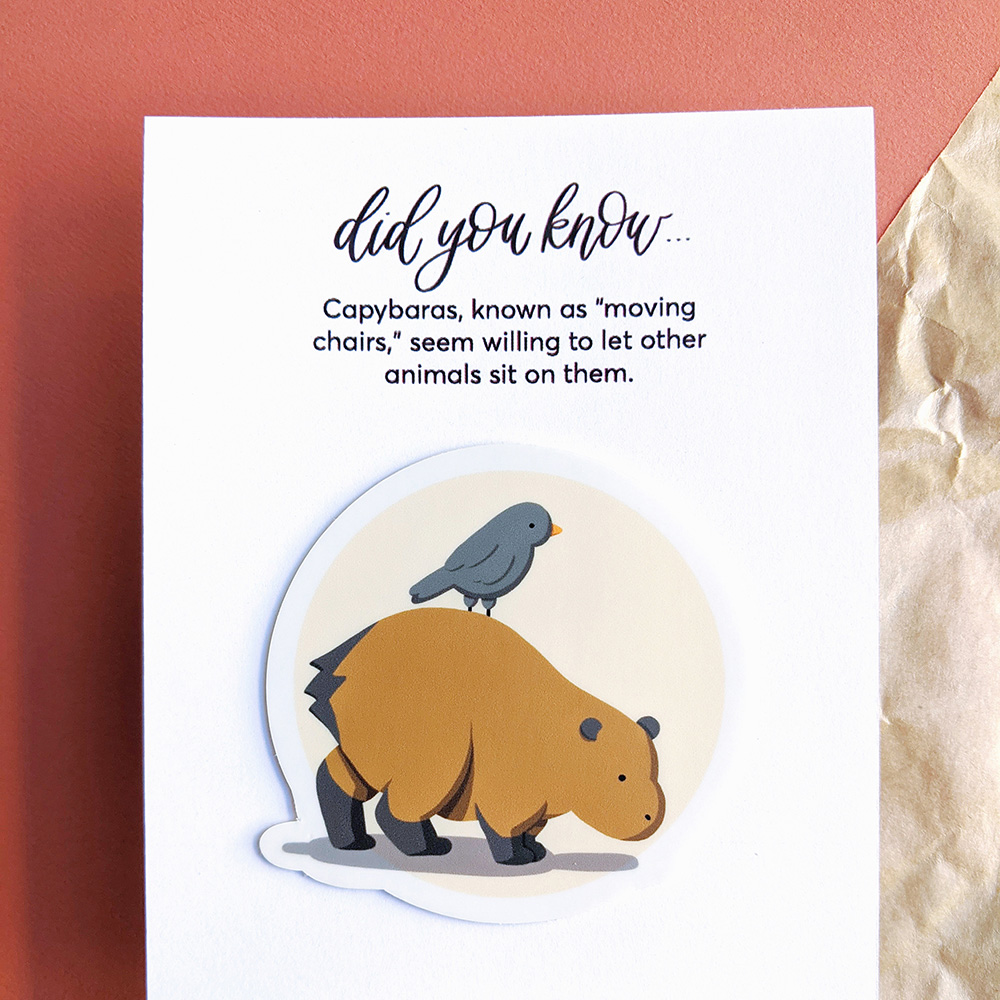 did you know...
Capybaras, known as "moving
chairs," seem willing to let other
animals sit on them.